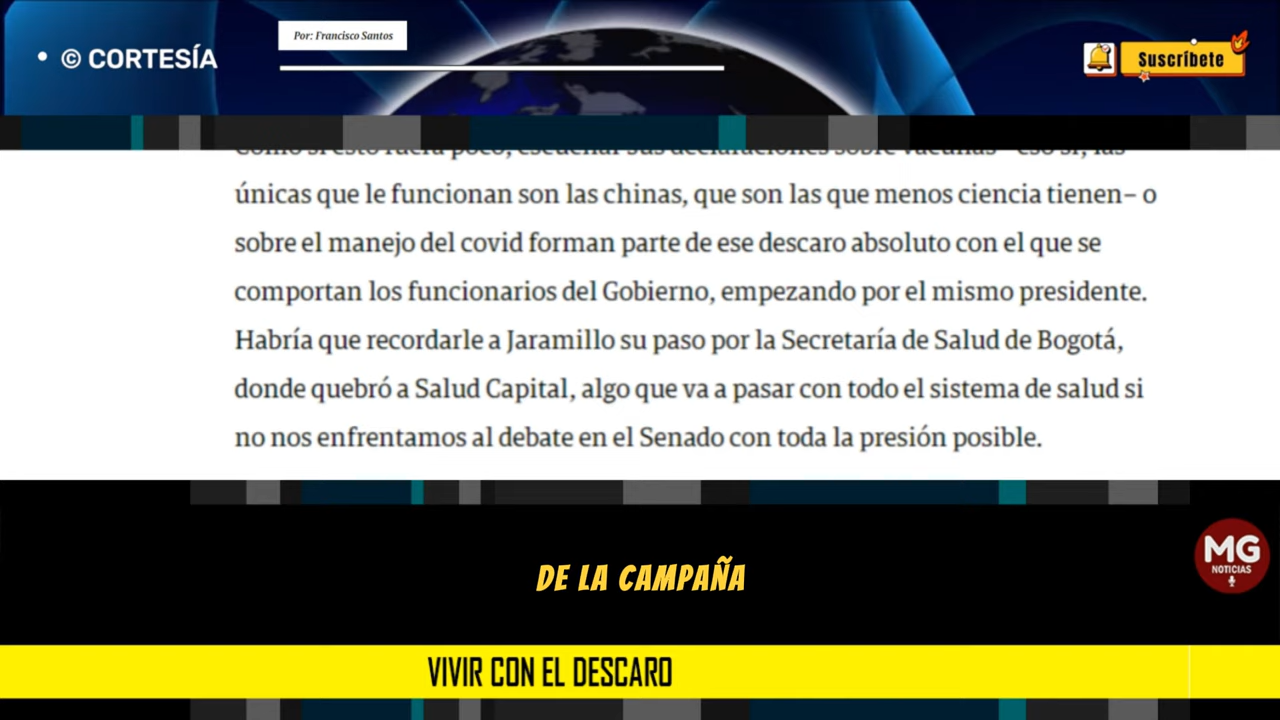 Por: Francisco Santos
• © CORTESÍA
Suscríbete
Como si esto fuera poco, escuchar sus declaraciones sobre vacunas –eso sí, las
únicas que le funcionan son las chinas, que son las que menos ciencia tienen– o
sobre el manejo del covid forman parte de ese descaro absoluto con el que se
comportan los funcionarios del Gobierno, empezando por el mismo presidente.
Habría que recordarle a Jaramillo su paso por la Secretaría de Salud de Bogotá,
donde quebró a Salud Capital, algo que va a pasar con todo el sistema de salud si
no nos enfrentamos al debate en el Senado con toda la presión posible.
MG
NOTICIAS
DE LA CAMPAÑA
VIVIR CON EL DESCARO